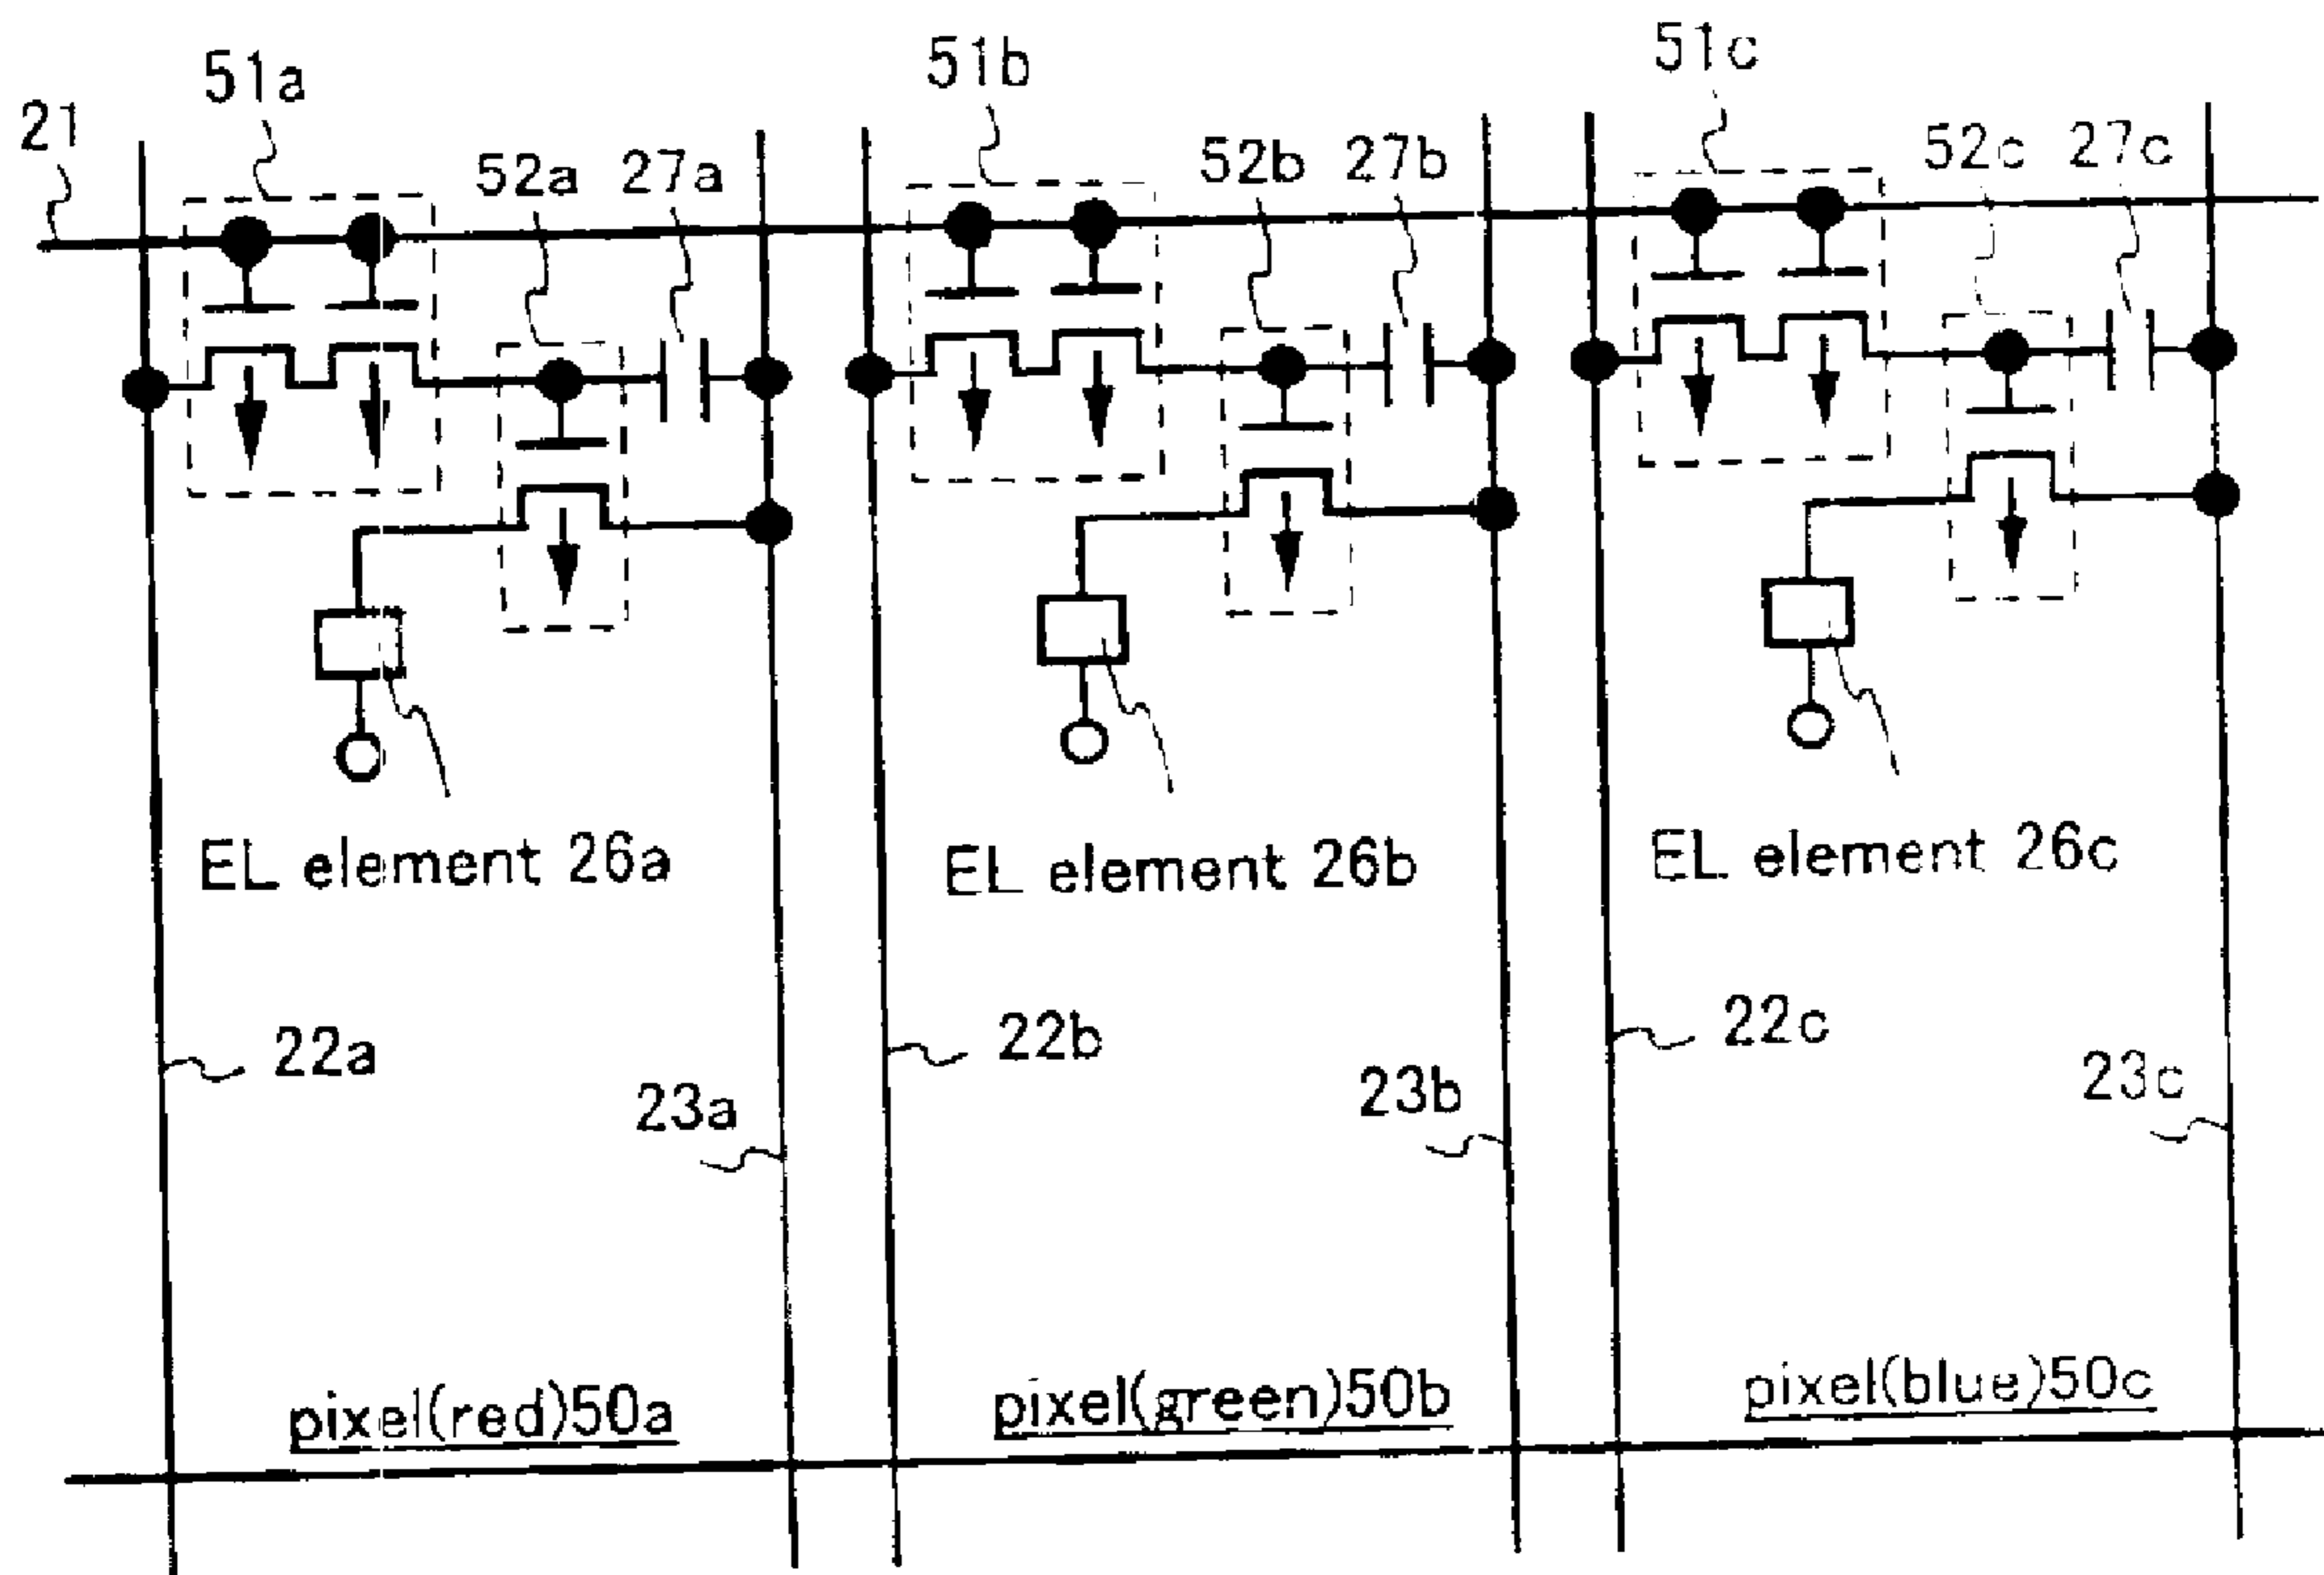 21
51a
52a
27a
51b
52b
27b
51c
52c
27c
EL element 26a
EL element 26b
EL element 26c
22a
23a
22b
23b
22c
23c
pixel(red)50a
pixel(green)50b
pixel(blue)50c